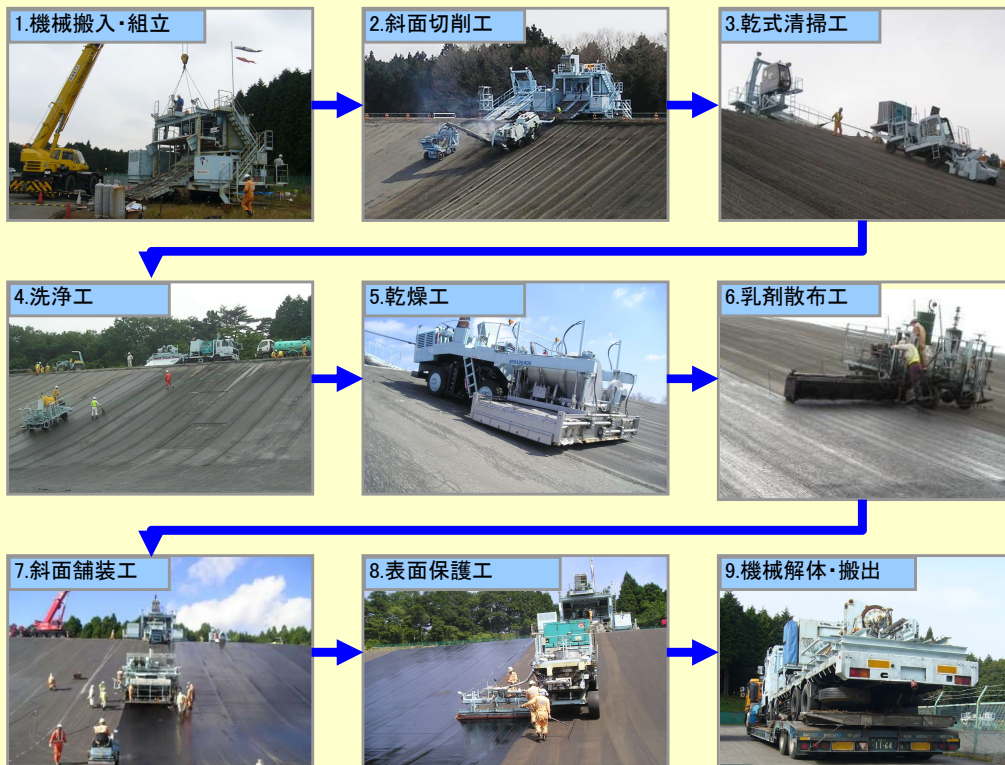 1.機械搬入・組立
2.斜面切削工
3.乾式清掃工
4.洗浄工
5.乾燥工
6.乳剤散布工
7.斜面舗装工
8.表面保護工
9.機械解体・搬出
11-64